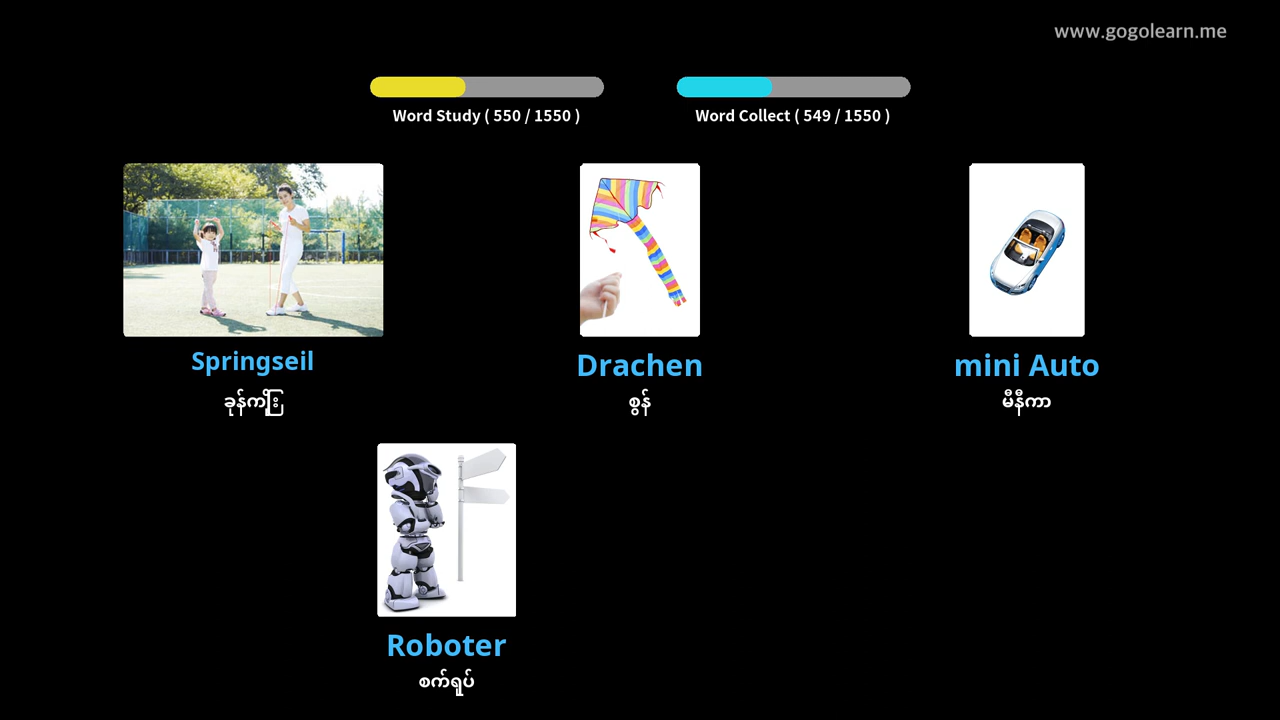 www.gogolearn.me
Word Study ( 550 / 1550 )
Word Collect ( 549 / 1550 )
Springseil
ခုန်ကြိုး
Drachen
စွန်
mini Auto
မီနီကာ
Roboter
စက်ရုပ်